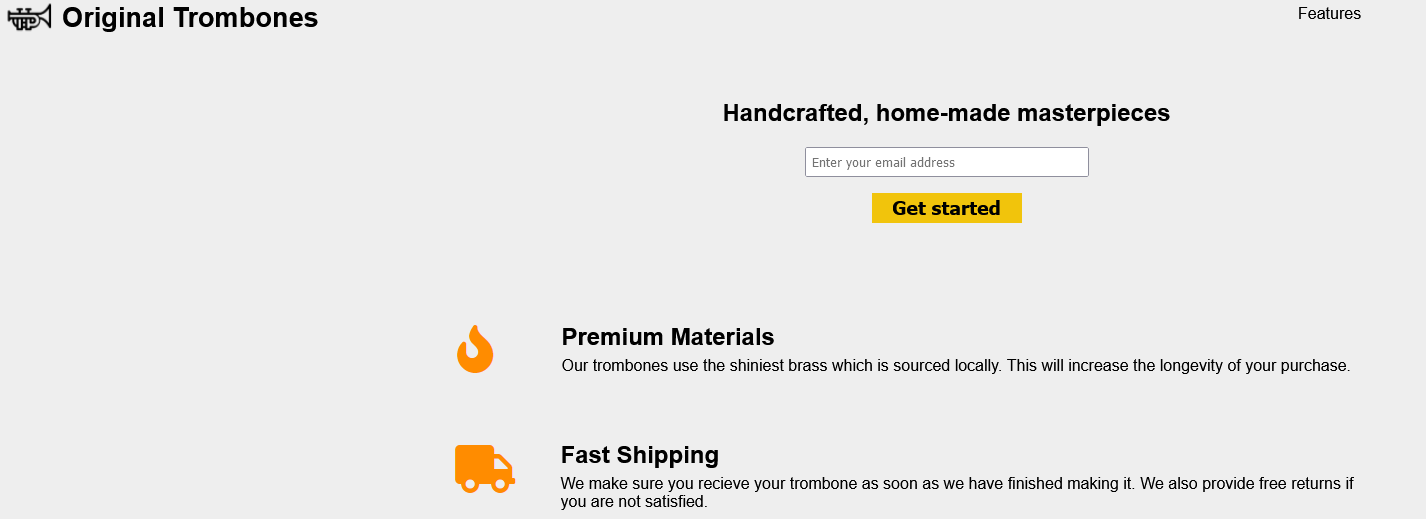 Original Trombones
Features
Handcrafted, home-made masterpieces
Enter your email address
Get started
Premium Materials
Our trombones use the shiniest brass which is sourced locally. This will increase the longevity of your purchase.
Fast Shipping
We make sure you recieve your trombone as soon as we have finished making it. We also provide free returns if
you are not satisfied.